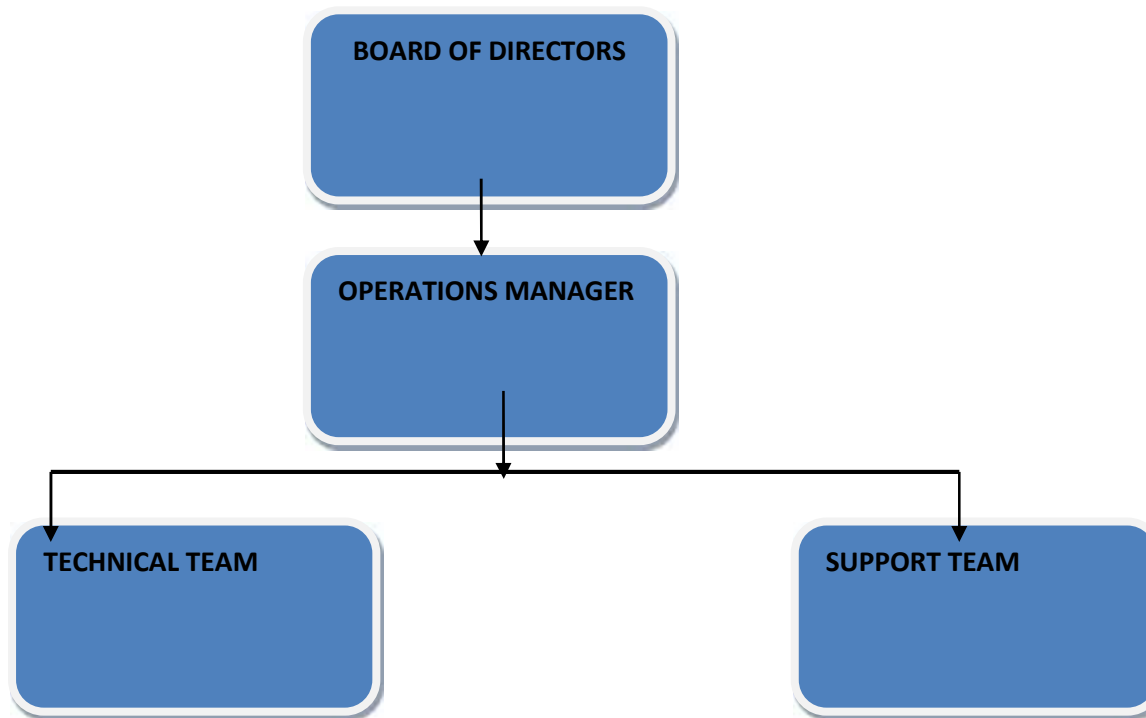 BOARD OF DIRECTORS
OPERATIONS MANAGER
TECHNICAL TEAM
SUPPORT TEAM